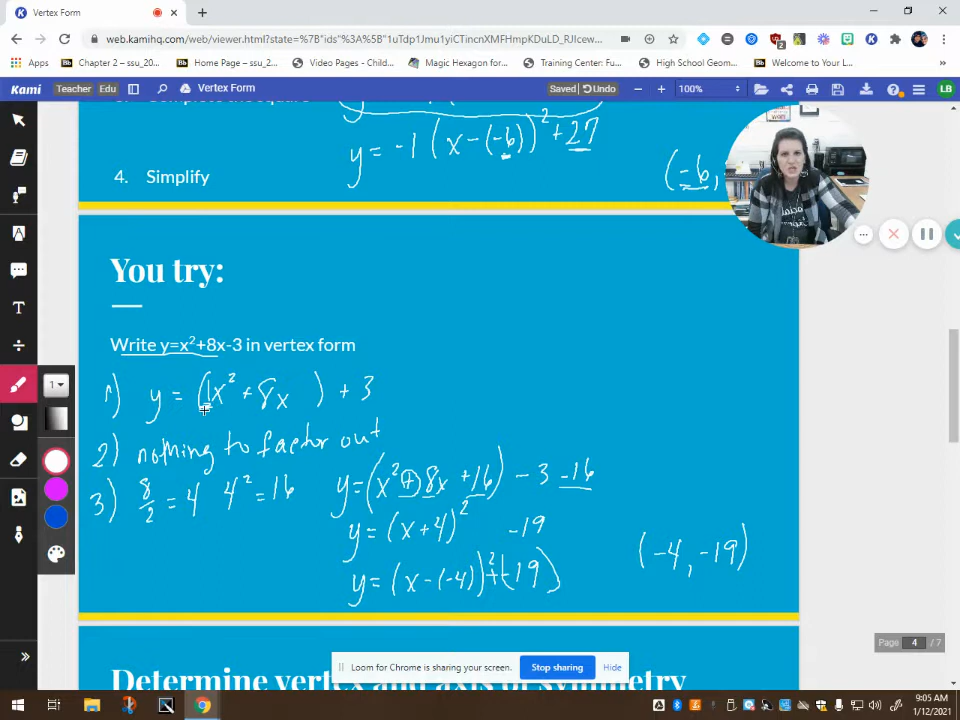 Vertex Form
web.kamihq.com/web/viewer.html?state=%7B"ids"%3A%5B"1uTdp1Jmu1yiCTincnXMFHmpKDuLD_RJIcew...
Apps Chapter 2 – ssu_20... Home Page – ssu_2... Video Pages - Child... Magic Hexagon for... Training Center: Fu... High School Geom... Welcome to Your L...
Kami Teacher Edu Vertex Form Saved Undo 100% LB
y = -1 (x-(-6))² + 27
(-6,
4. Simplify
You try:
Write y=x²+8x-3 in vertex form
1) y = (1x² + 8x ) + 3
2) nothing to factor out
3) 8/2 = 4 4² = 16 y = (x² + 8x + 16) - 3 - 16
y = (x+4)² -19
y = (x-(-4))² + (-19)
(-4, -19)
Page 4 / 7
Loom for Chrome is sharing your screen. Stop sharing Hide
Determine vertex and axis of symmetry
9:05 AM
1/12/2021